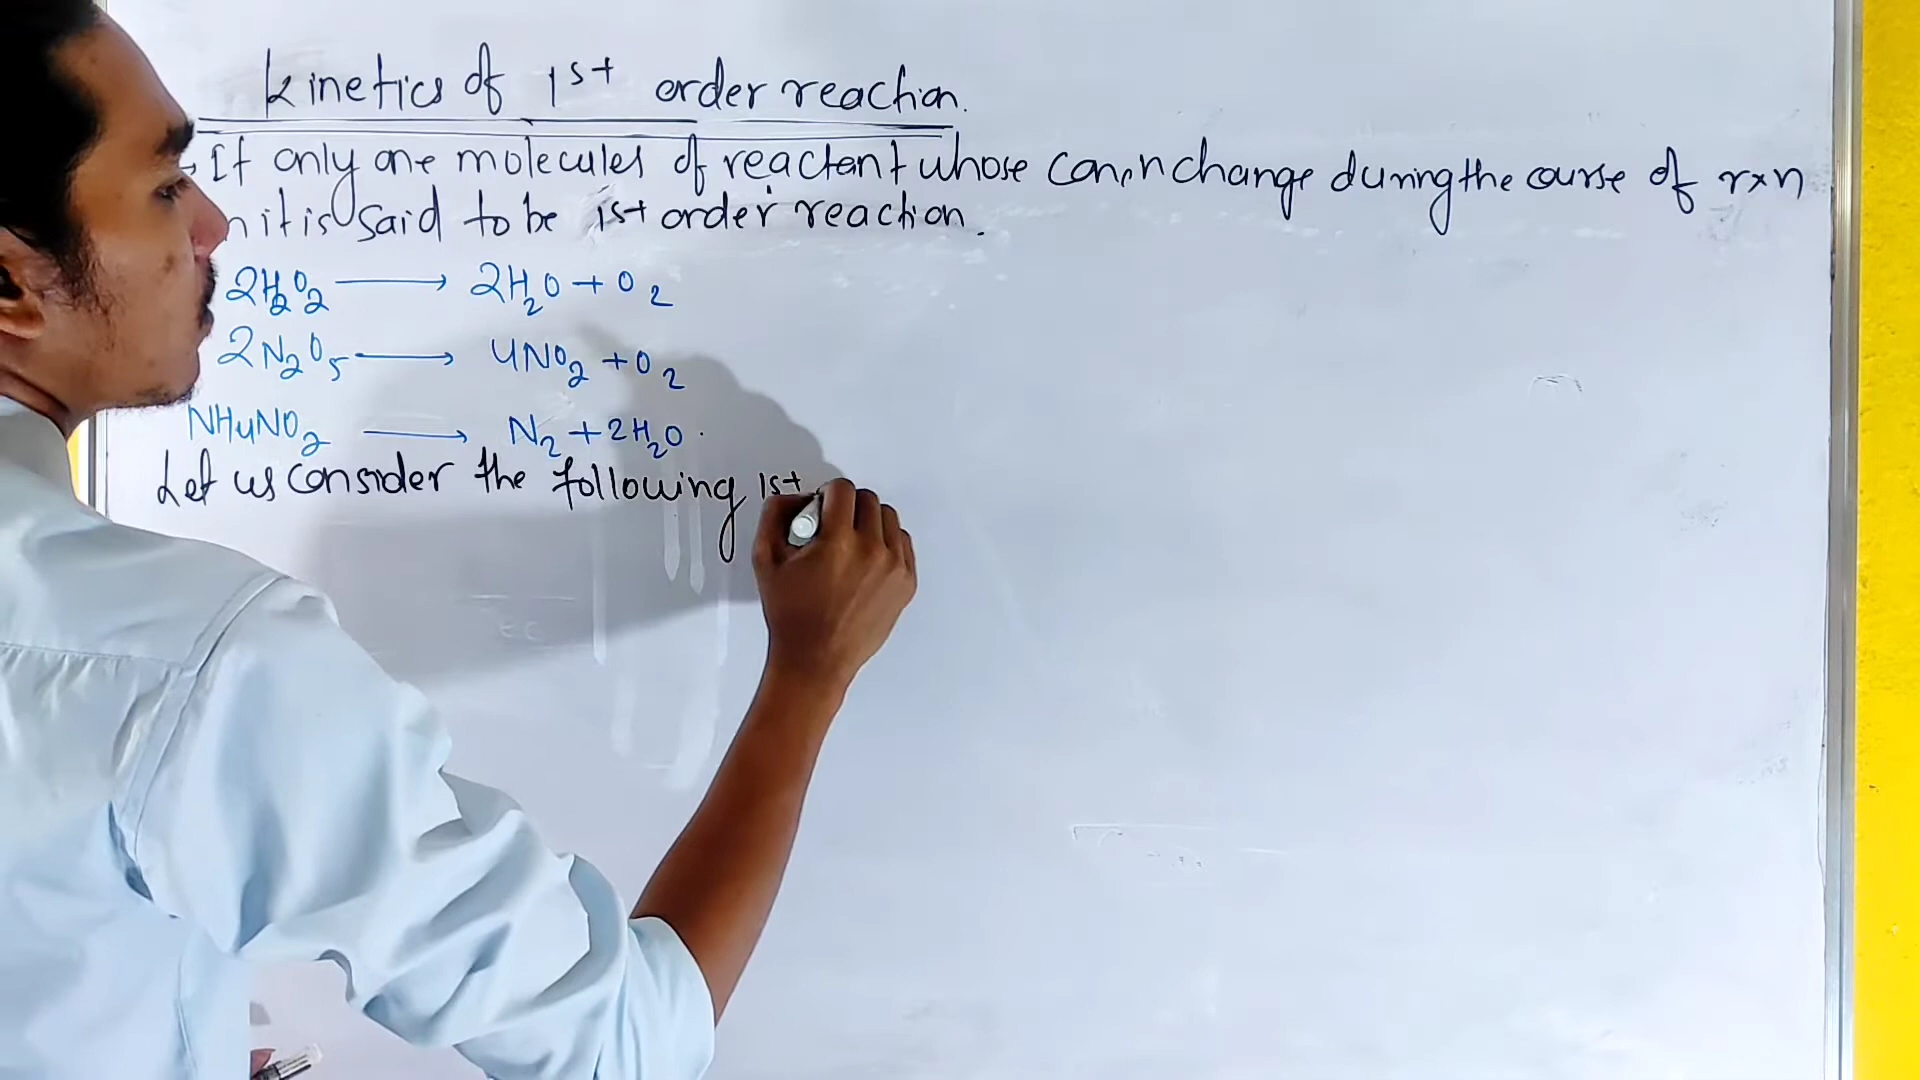 kinetics of 1st order reaction.
If only one molecules of reactant whose concn change during the course of rxn
n it is said to be 1st order reaction.
2H2O2 → 2H2O + O2
2N2O5 → 4NO2 + O2
NH4NO2 → N2 + 2H2O.
Let us consider the following 1st